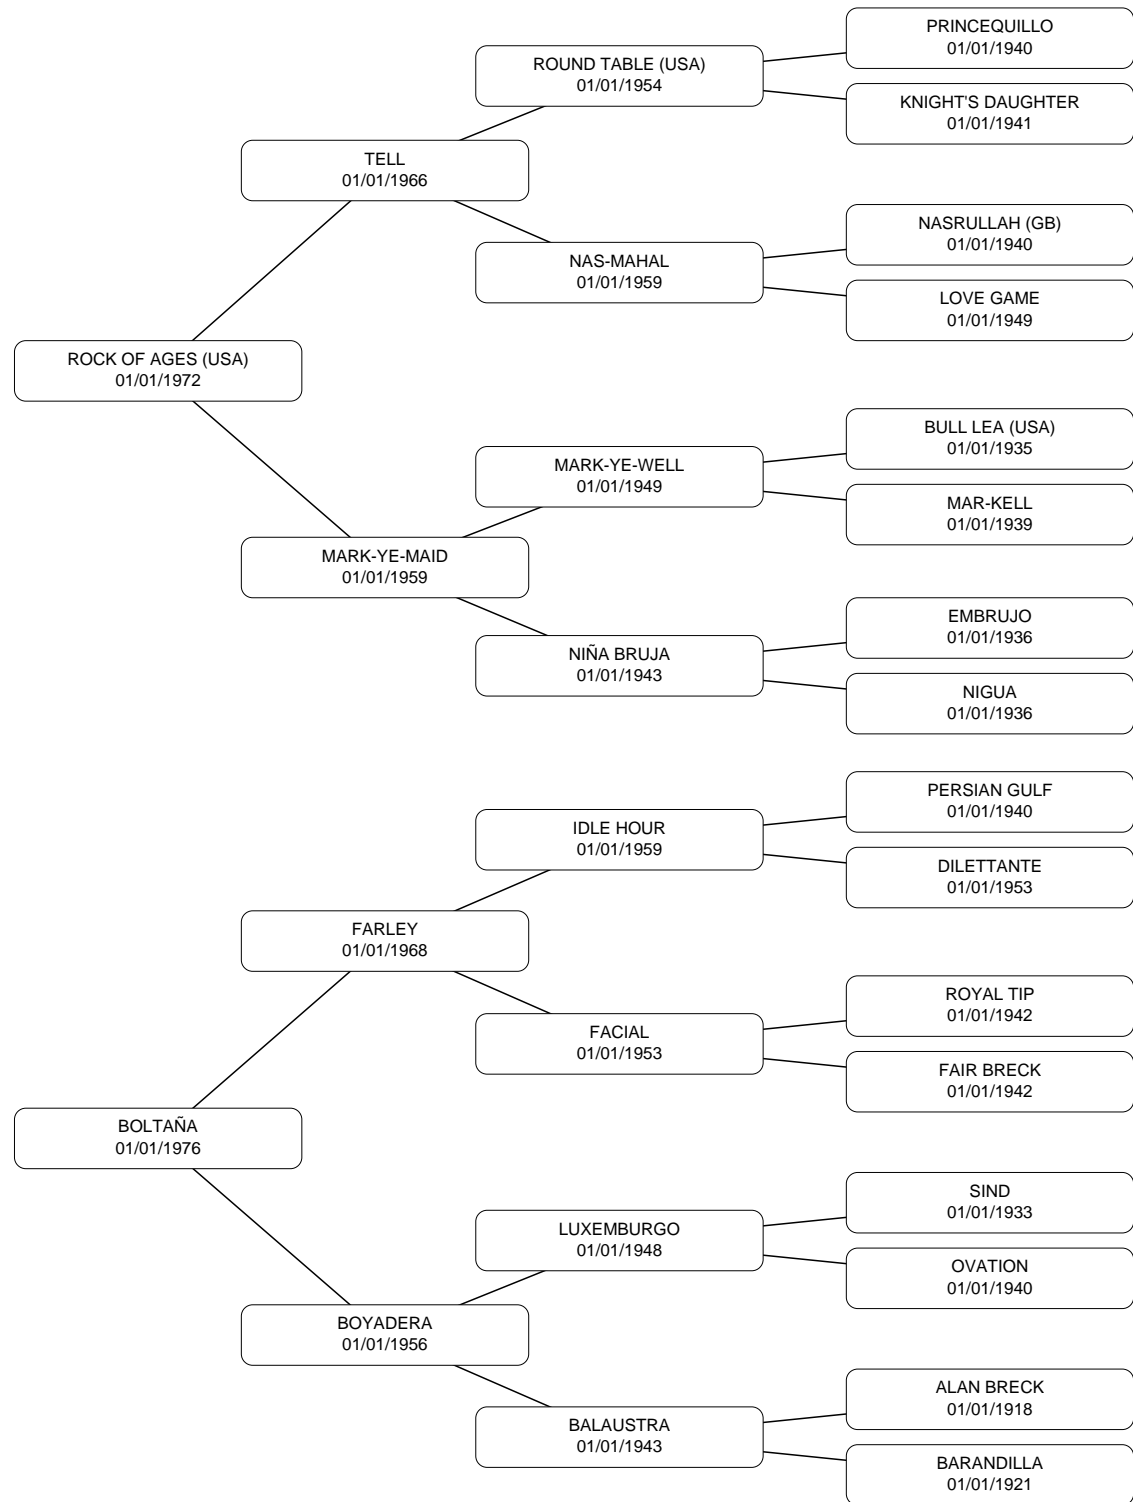 PRINCEQUILLO
01/01/1940
ROUND TABLE (USA)
01/01/1954
KNIGHT'S DAUGHTER
01/01/1941
TELL
01/01/1966
NASRULLAH (GB)
01/01/1940
NAS-MAHAL
01/01/1959
LOVE GAME
01/01/1949
ROCK OF AGES (USA)
01/01/1972
BULL LEA (USA)
01/01/1935
MARK-YE-WELL
01/01/1949
MAR-KELL
01/01/1939
MARK-YE-MAID
01/01/1959
EMBRUJO
01/01/1936
NIÑA BRUJA
01/01/1943
NIGUA
01/01/1936
PERSIAN GULF
01/01/1940
IDLE HOUR
01/01/1959
DILETTANTE
01/01/1953
FARLEY
01/01/1968
ROYAL TIP
01/01/1942
FACIAL
01/01/1953
FAIR BRECK
01/01/1942
BOLTAÑA
01/01/1976
SIND
01/01/1933
LUXEMBURGO
01/01/1948
OVATION
01/01/1940
BOYADERA
01/01/1956
ALAN BRECK
01/01/1918
BALAUSTRA
01/01/1943
BARANDILLA
01/01/1921